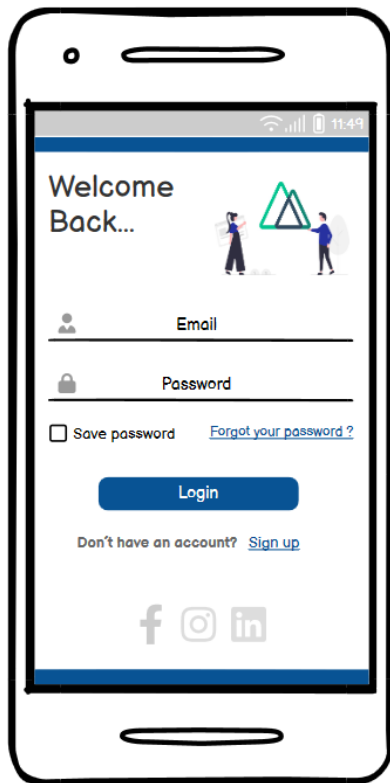 11:49
Welcome
Back...
Email
Password
Save password Forgot your password ?
Login
Don't have an account? Sign up